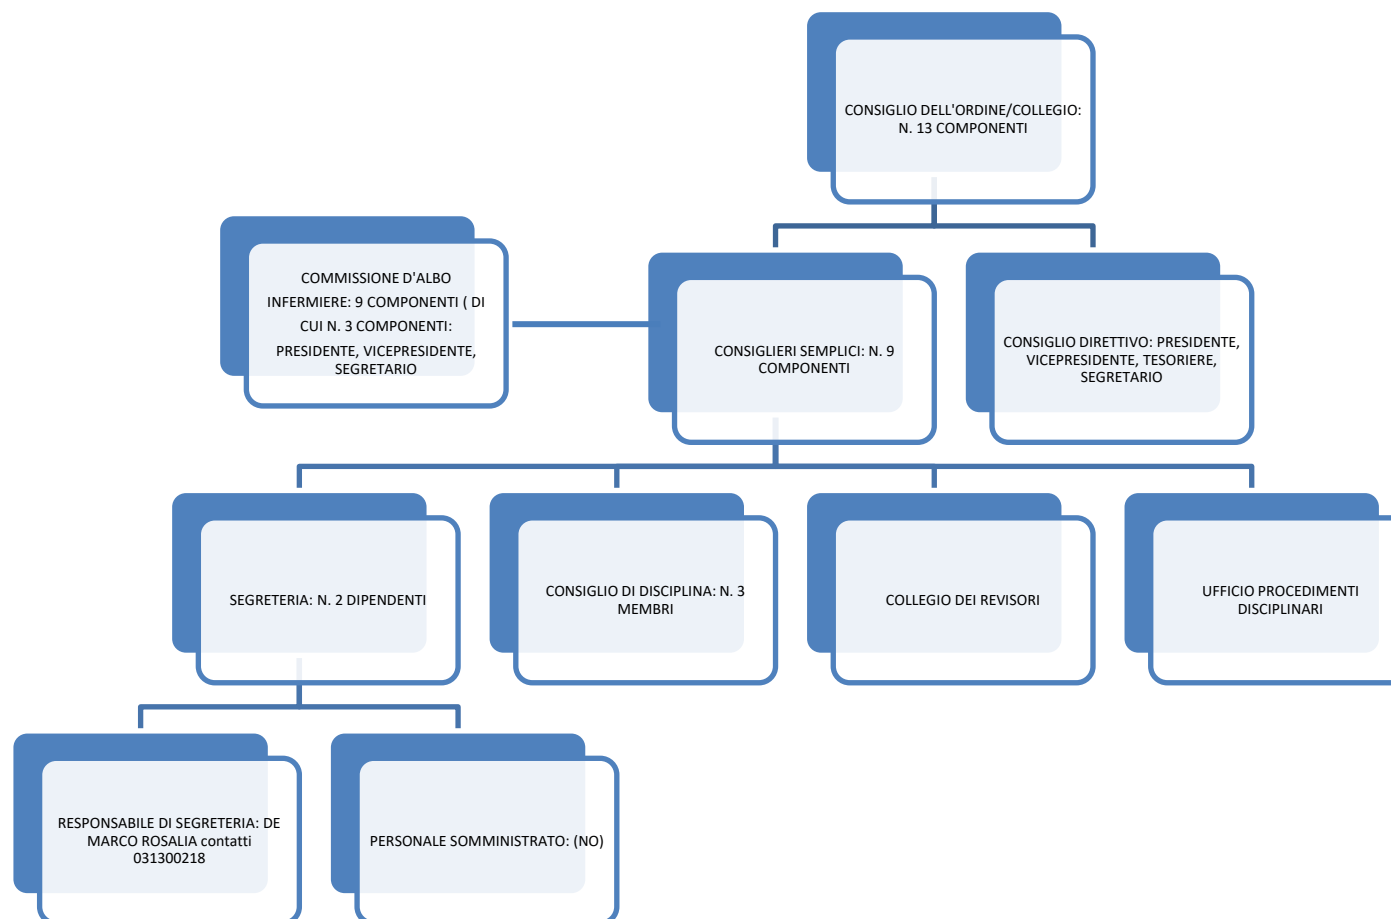 CONSIGLIO DELL'ORDINE/COLLEGIO:
N. 13 COMPONENTI
COMMISSIONE D'ALBO
INFERMIERE: 9 COMPONENTI ( DI
CUI N. 3 COMPONENTI:
PRESIDENTE, VICEPRESIDENTE,
SEGRETARIO
CONSIGLIERI SEMPLICI: N. 9
COMPONENTI
CONSIGLIO DIRETTIVO: PRESIDENTE,
VICEPRESIDENTE, TESORIERE,
SEGRETARIO
SEGRETERIA: N. 2 DIPENDENTI
CONSIGLIO DI DISCIPLINA: N. 3
MEMBRI
COLLEGIO DEI REVISORI
UFFICIO PROCEDIMENTI
DISCIPLINARI
RESPONSABILE DI SEGRETERIA: DE
MARCO ROSALIA contatti
031300218
PERSONALE SOMMINISTRATO: (NO)